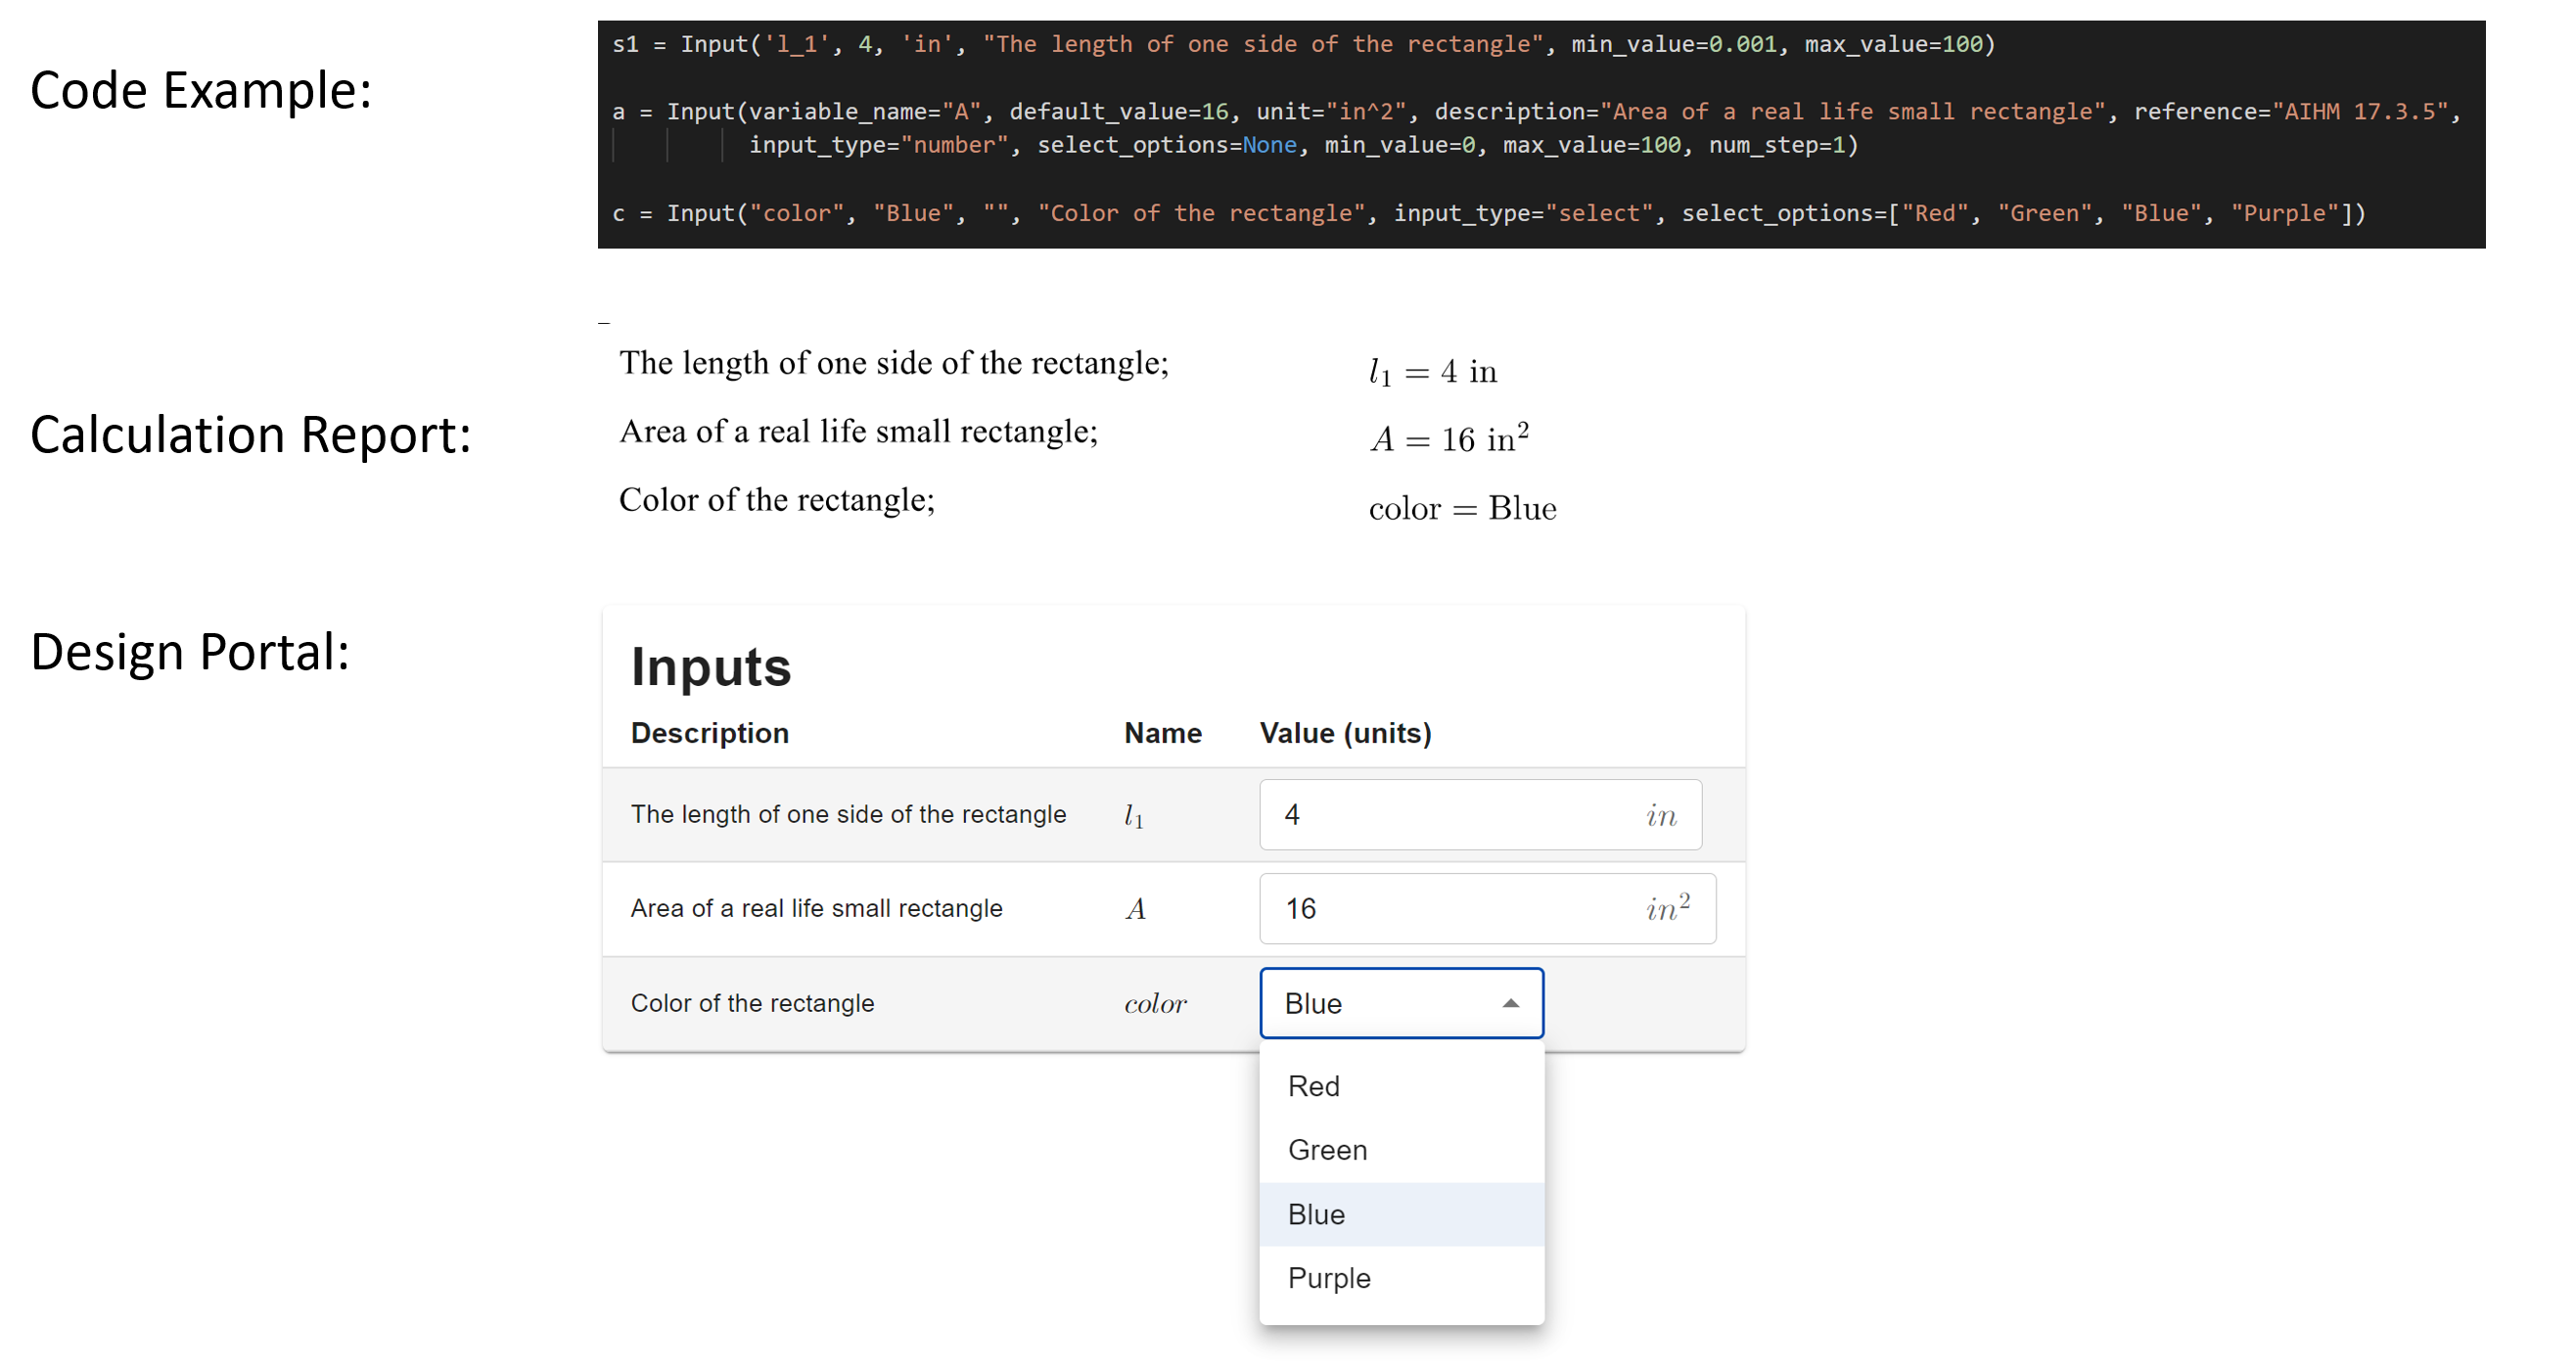 Code Example:
s1 = Input('l_1', 4, 'in', "The length of one side of the rectangle", min_value=0.001, max_value=100)
a = Input(variable_name="A", default_value=16, unit="in^2", description="Area of a real life small rectangle", reference="AIHM 17.3.5",
input_type="number", select_options=None, min_value=0, max_value=100, num_step=1)
c = Input("color", "Blue", "", "Color of the rectangle", input_type="select", select_options=["Red", "Green", "Blue", "Purple"])
Calculation Report:
The length of one side of the rectangle; l₁ = 4 in
Area of a real life small rectangle; A = 16 in²
Color of the rectangle; color = Blue
Design Portal:
Inputs
Description Name Value (units)
The length of one side of the rectangle l₁ 4 in
Area of a real life small rectangle A 16 in²
Color of the rectangle color Blue
Red
Green
Blue
Purple